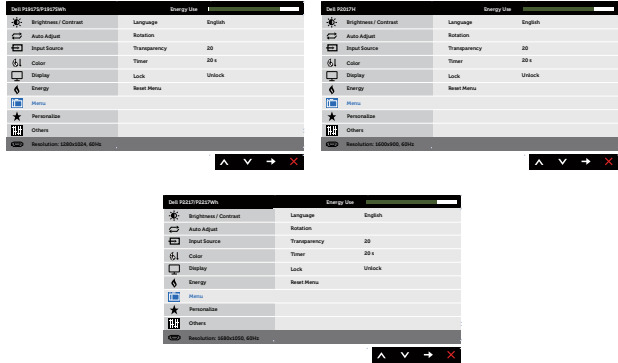 Dell P1917S/P1917SWh Energy Use
Brightness / Contrast Language English
Auto Adjust Rotation
Input Source Transparency 20
Color Timer 20 s
Display Lock Unlock
Energy Reset Menu
Menu
Personalize
Others
Resolution: 1280x1024, 60Hz
Dell P2017H Energy Use
Brightness / Contrast Language English
Auto Adjust Rotation
Input Source Transparency 20
Color Timer 20 s
Display Lock Unlock
Energy Reset Menu
Menu
Personalize
Others
Resolution: 1600x900, 60Hz
Dell P2217/P2217Wh Energy Use
Brightness / Contrast Language English
Auto Adjust Rotation
Input Source Transparency 20
Color Timer 20 s
Display Lock Unlock
Energy Reset Menu
Menu
Personalize
Others
Resolution: 1680x1050, 60Hz